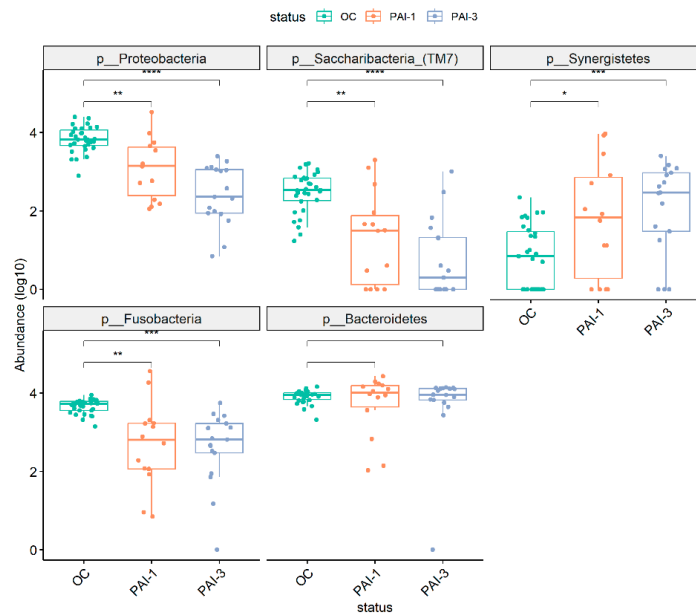 status OC PAI-1 PAI-3
p__Proteobacteria p__Saccharibacteria_(TM7) p__Synergistetes
**** **** ***
** ** *
4
2
0
OC PAI-1 PAI-3
p__Fusobacteria p__Bacteroidetes
***
**
4
2
0
OC PAI-1 PAI-3 OC PAI-1 PAI-3
Abundance (log10)
status